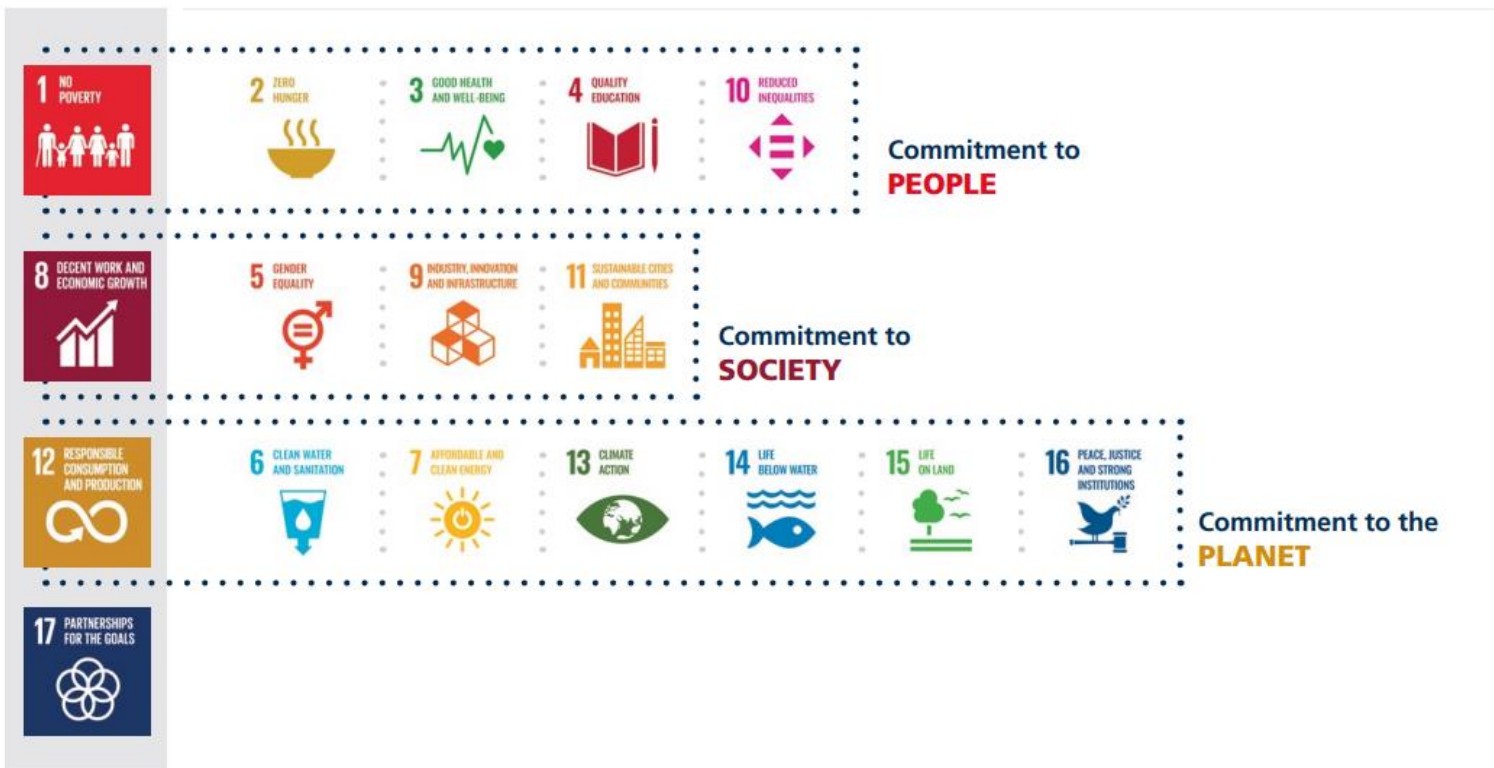 1 NO
POVERTY
2 ZERO
HUNGER
3 GOOD HEALTH
AND WELL-BEING
4 QUALITY
EDUCATION
10 REDUCED
INEQUALITIES
Commitment to
PEOPLE
8 DECENT WORK AND
ECONOMIC GROWTH
5 GENDER
EQUALITY
9 INDUSTRY, INNOVATION
AND INFRASTRUCTURE
11 SUSTAINABLE CITIES
AND COMMUNITIES
Commitment to
SOCIETY
12 RESPONSIBLE
CONSUMPTION
AND PRODUCTION
6 CLEAN WATER
AND SANITATION
7 AFFORDABLE AND
CLEAN ENERGY
13 CLIMATE
ACTION
14 LIFE
BELOW WATER
15 LIFE
ON LAND
16 PEACE, JUSTICE
AND STRONG
INSTITUTIONS
Commitment to the
PLANET
17 PARTNERSHIPS
FOR THE GOALS